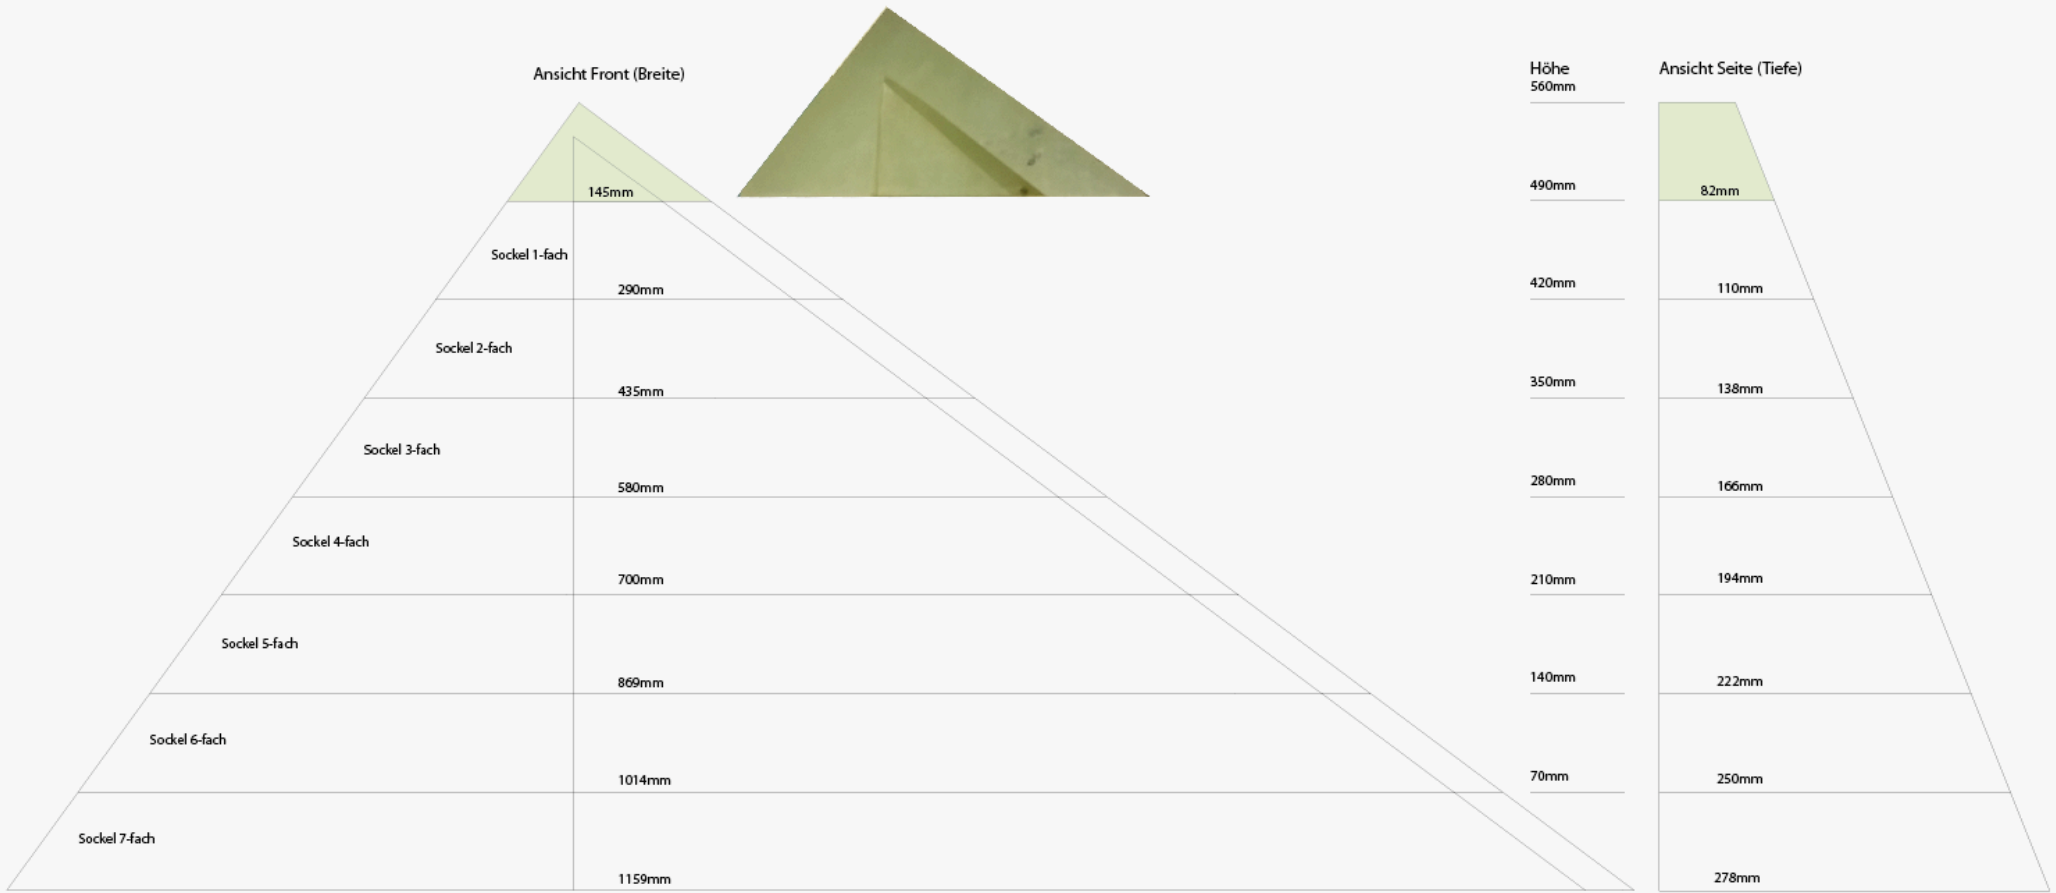 Ansicht Front (Breite)
Höhe
560mm
Ansicht Seite (Tiefe)
145mm
490mm
82mm
Sockel 1-fach
290mm
420mm
110mm
Sockel 2-fach
435mm
350mm
138mm
Sockel 3-fach
580mm
280mm
166mm
Sockel 4-fach
700mm
210mm
194mm
Sockel 5-fach
869mm
140mm
222mm
Sockel 6-fach
1014mm
70mm
250mm
Sockel 7-fach
1159mm
278mm